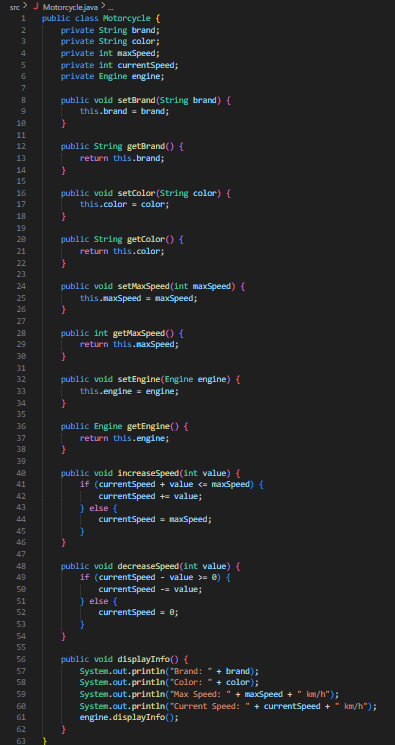 src > J Motorcycle.java > ...
1 public class Motorcycle {
2     private String brand;
3     private String color;
4     private int maxSpeed;
5     private int currentSpeed;
6     private Engine engine;
7
8     public void setBrand(String brand) {
9         this.brand = brand;
10     }
11
12     public String getBrand() {
13         return this.brand;
14     }
15
16     public void setColor(String color) {
17         this.color = color;
18     }
19
20     public String getColor() {
21         return this.color;
22     }
23
24     public void setMaxSpeed(int maxSpeed) {
25         this.maxSpeed = maxSpeed;
26     }
27
28     public int getMaxSpeed() {
29         return this.maxSpeed;
30     }
31
32     public void setEngine(Engine engine) {
33         this.engine = engine;
34     }
35
36     public Engine getEngine() {
37         return this.engine;
38     }
39
40     public void increaseSpeed(int value) {
41         if (currentSpeed + value <= maxSpeed) {
42             currentSpeed += value;
43         } else {
44             currentSpeed = maxSpeed;
45         }
46     }
47
48     public void decreaseSpeed(int value) {
49         if (currentSpeed - value >= 0) {
50             currentSpeed -= value;
51         } else {
52             currentSpeed = 0;
53         }
54     }
55
56     public void displayInfo() {
57         System.out.println("Brand: " + brand);
58         System.out.println("Color: " + color);
59         System.out.println("Max Speed: " + maxSpeed + " km/h");
60         System.out.println("Current Speed: " + currentSpeed + " km/h");
61         engine.displayInfo();
62     }
63 }